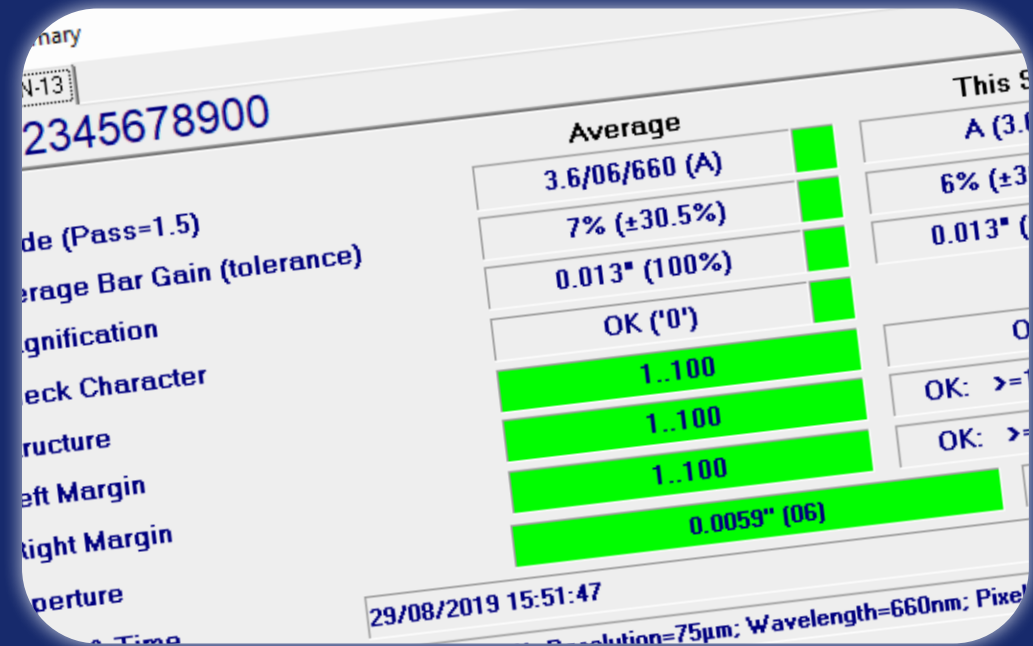 mary
N-13
2345678900
Average This S
de (Pass=1.5) 3.6/06/660 (A) A (3.
erage Bar Gain (tolerance) 7% (±30.5%) 6% (±3
gnification 0.013" (100%) 0.013" (
eck Character OK ('0')
ructure 1..100 O
eft Margin 1..100 OK: >=1
Right Margin 1..100 OK: >=
perture 0.0059" (06)
& Time 29/08/2019 15:51:47
Resolution=75µm; Wavelength=660nm; Pixel